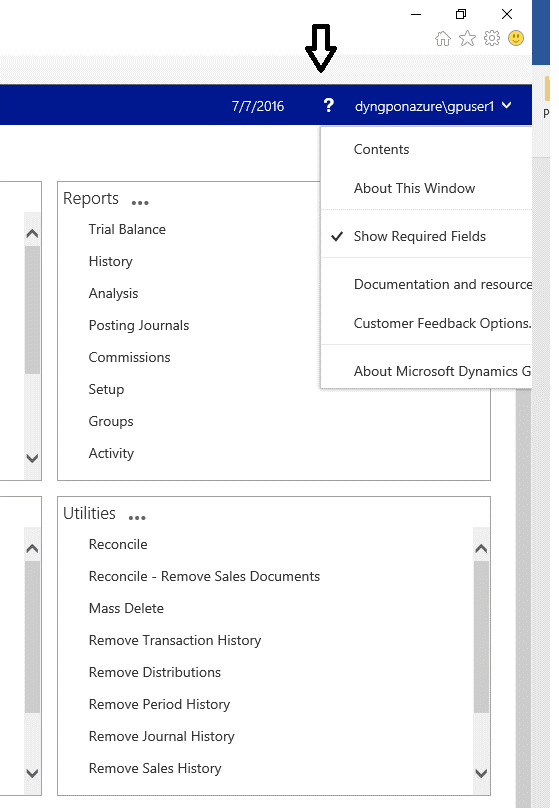 7/7/2016 ? dyngponazure\gpuser1
Contents
About This Window
Show Required Fields
Documentation and resource
Customer Feedback Options.
About Microsoft Dynamics G
Reports ...
Trial Balance
History
Analysis
Posting Journals
Commissions
Setup
Groups
Activity
Utilities ...
Reconcile
Reconcile - Remove Sales Documents
Mass Delete
Remove Transaction History
Remove Distributions
Remove Period History
Remove Journal History
Remove Sales History
P